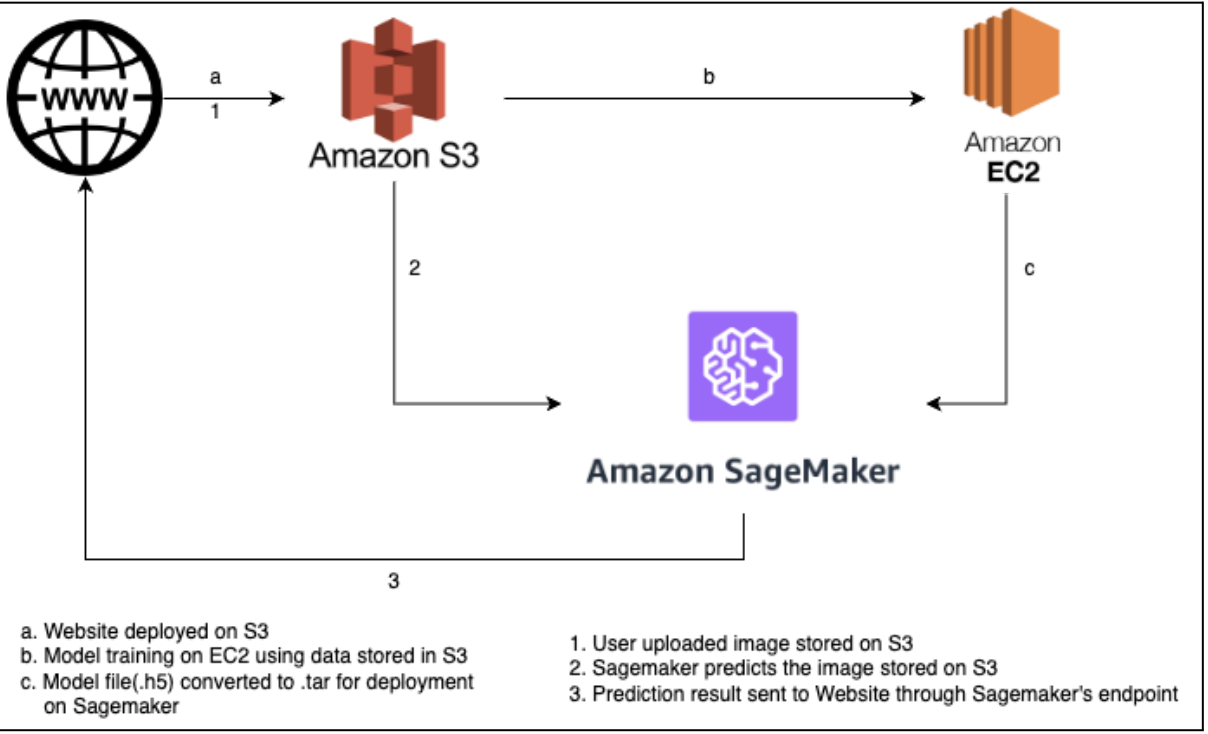 WWW
a
1
Amazon S3
b
Amazon
EC2
2
c
Amazon SageMaker
3
a. Website deployed on S3
b. Model training on EC2 using data stored in S3
c. Model file(.h5) converted to .tar for deployment
on Sagemaker
1. User uploaded image stored on S3
2. Sagemaker predicts the image stored on S3
3. Prediction result sent to Website through Sagemaker's endpoint